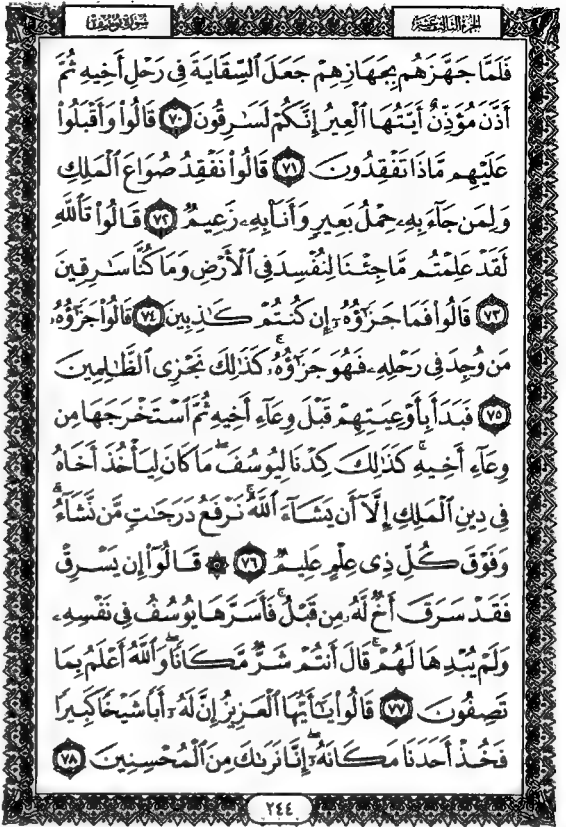 الجزء الثالث عشر
سورة يوسف
فَلَمَّا جَهَّزَهُم بِجَهَازِهِمْ جَعَلَ ٱلسِّقَايَةَ فِى رَحْلِ أَخِيهِ ثُمَّ
أَذَّنَ مُؤَذِّنٌ أَيَّتُهَا ٱلْعِيرُ إِنَّكُمْ لَسَٰرِقُونَ ٧٠ قَالُوا۟ وَأَقْبَلُوا۟
عَلَيْهِم مَّاذَا تَفْقِدُونَ ٧١ قَالُوا۟ نَفْقِدُ صُوَاعَ ٱلْمَلِكِ
وَلِمَن جَآءَ بِهِۦ حِمْلُ بَعِيرٍ وَأَنَا۠ بِهِۦ زَعِيمٌ ٧٢ قَالُوا۟ تَٱللَّهِ
لَقَدْ عَلِمْتُم مَّا جِئْنَا لِنُفْسِدَ فِى ٱلْأَرْضِ وَمَا كُنَّا سَٰرِقِينَ
٧٣ قَالُوا۟ فَمَا جَزَٰٓؤُهُۥٓ إِن كُنتُمْ كَٰذِبِينَ ٧٤ قَالُوا۟ جَزَٰٓؤُهُۥ
مَن وُجِدَ فِى رَحْلِهِۦ فَهُوَ جَزَٰٓؤُهُۥ ۚ كَذَٰلِكَ نَجْزِى ٱلظَّٰلِمِينَ
٧٥ فَبَدَأَ بِأَوْعِيَتِهِمْ قَبْلَ وِعَآءِ أَخِيهِ ثُمَّ ٱسْتَخْرَجَهَا مِن
وِعَآءِ أَخِيهِ ۚ كَذَٰلِكَ كِدْنَا لِيُوسُفَ ۖ مَا كَانَ لِيَأْخُذَ أَخَاهُ
فِى دِينِ ٱلْمَلِكِ إِلَّآ أَن يَشَآءَ ٱللَّهُ ۚ نَرْفَعُ دَرَجَٰتٍ مَّن نَّشَآءُ ۗ
وَفَوْقَ كُلِّ ذِى عِلْمٍ عَلِيمٌ ٧٦ ۞ قَالُوٓا۟ إِن يَسْرِقْ
فَقَدْ سَرَقَ أَخٌ لَّهُۥ مِن قَبْلُ ۚ فَأَسَرَّهَا يُوسُفُ فِى نَفْسِهِۦ
وَلَمْ يُبْدِهَا لَهُمْ ۚ قَالَ أَنتُمْ شَرٌّ مَّكَانًا ۖ وَٱللَّهُ أَعْلَمُ بِمَا
تَصِفُونَ ٧٧ قَالُوا۟ يَٰٓأَيُّهَا ٱلْعَزِيزُ إِنَّ لَهُۥٓ أَبًا شَيْخًا كَبِيرًا
فَخُذْ أَحَدَنَا مَكَانَهُۥٓ ۖ إِنَّا نَرَىٰكَ مِنَ ٱلْمُحْسِنِينَ ٧٨
٢٤٤